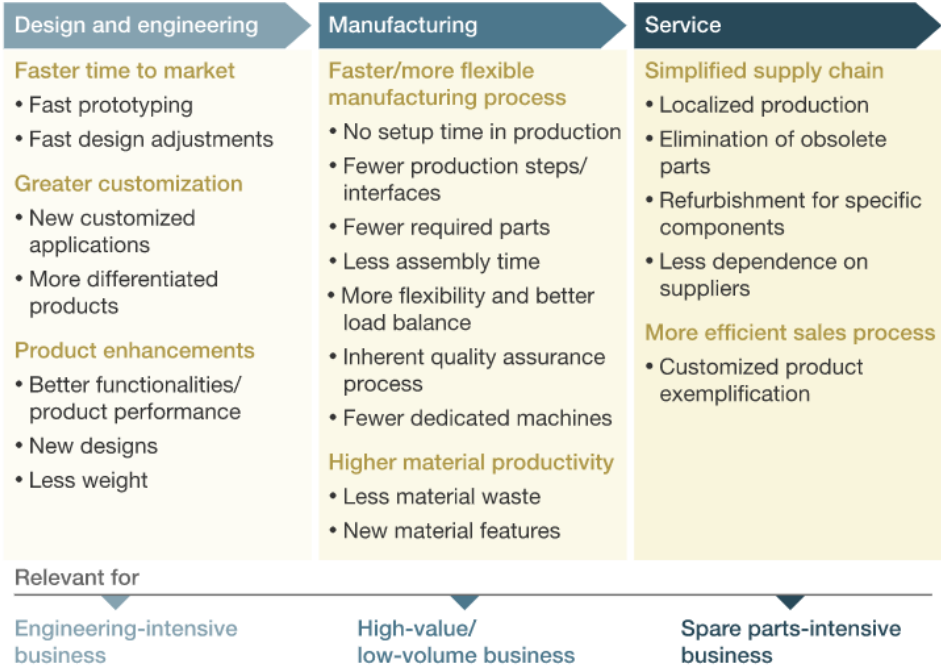 Design and engineering
Faster time to market
• Fast prototyping
• Fast design adjustments
Greater customization
• New customized
applications
• More differentiated
products
Product enhancements
• Better functionalities/
product performance
• New designs
• Less weight
Manufacturing
Faster/more flexible
manufacturing process
• No setup time in production
• Fewer production steps/
interfaces
• Fewer required parts
• Less assembly time
• More flexibility and better
load balance
• Inherent quality assurance
process
• Fewer dedicated machines
Higher material productivity
• Less material waste
• New material features
Service
Simplified supply chain
• Localized production
• Elimination of obsolete
parts
• Refurbishment for specific
components
• Less dependence on
suppliers
More efficient sales process
• Customized product
exemplification
Relevant for
Engineering-intensive
business
High-value/
low-volume business
Spare parts-intensive
business